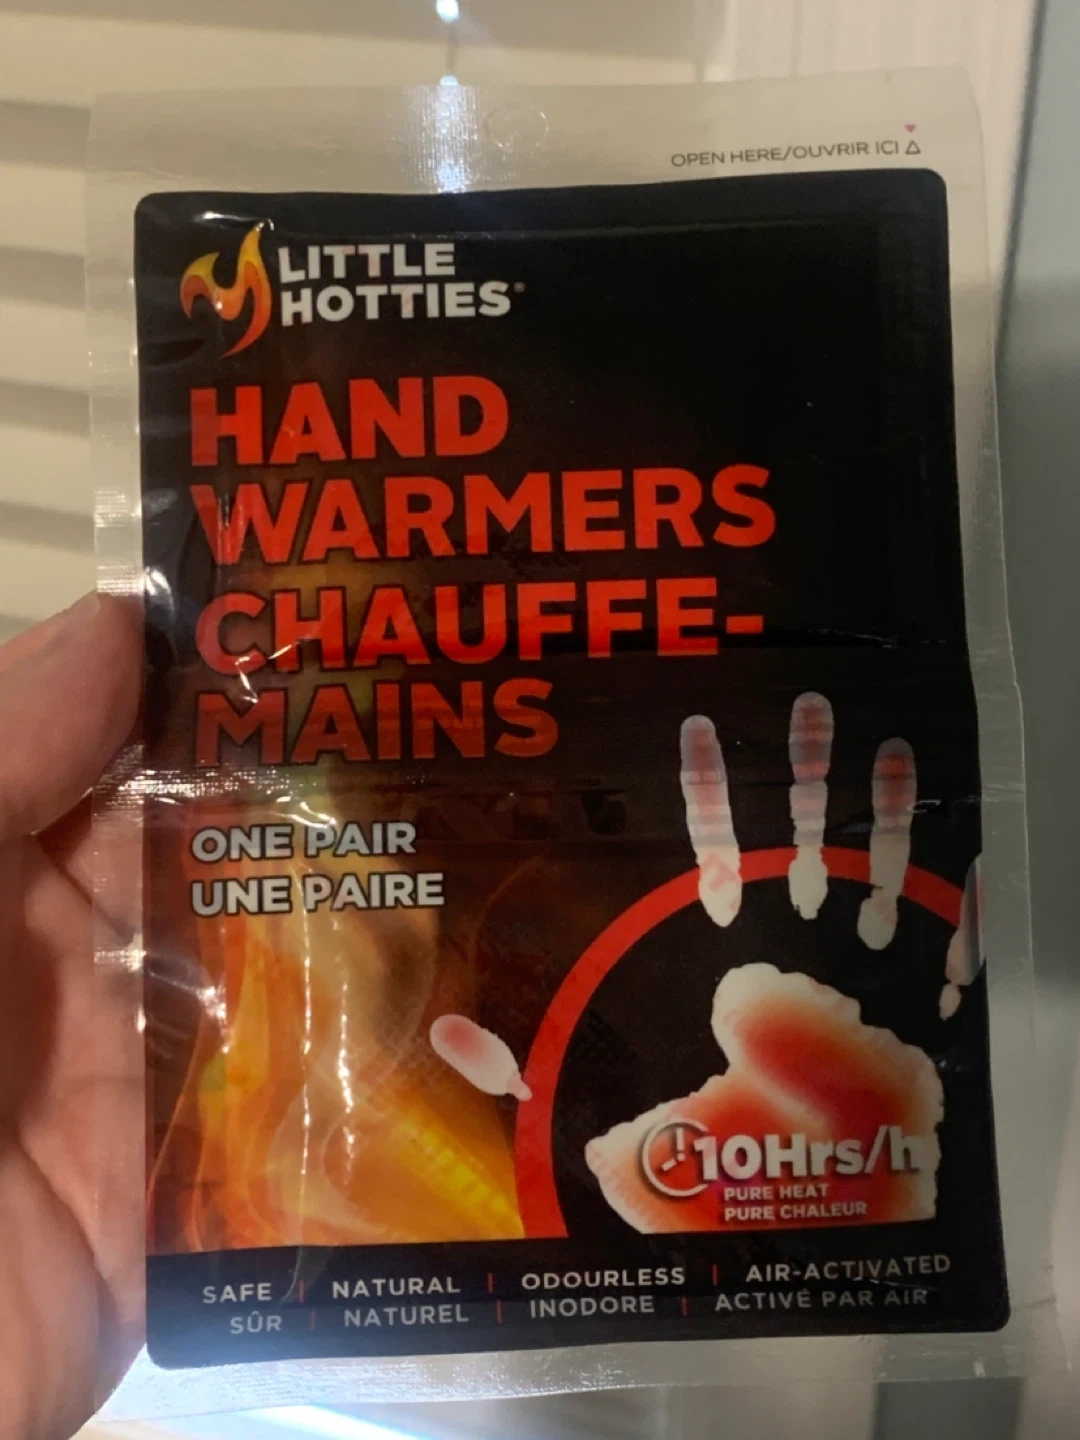 OPEN HERE/OUVRIR ICI
LITTLE
HOTTIES®
HAND
WARMERS
CHAUFFE-
MAINS
ONE PAIR
UNE PAIRE
10Hrs/h
PURE HEAT
PURE CHALEUR
SAFE | NATURAL | ODOURLESS | AIR-ACTIVATED
SÛR | NATUREL | INODORE | ACTIVÉ PAR AIR